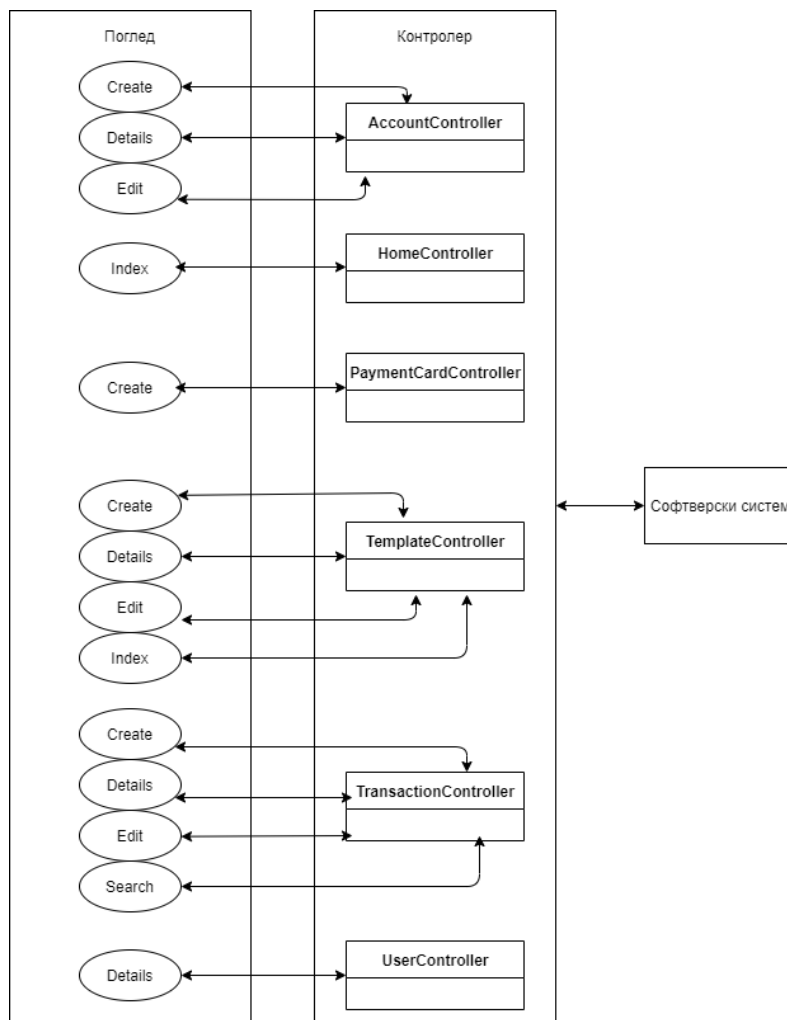 Поглед
Контролер
Create
AccountController
Details
Edit
HomeController
Index
PaymentCardController
Create
Софтверски систем
Create
TemplateController
Details
Edit
Index
Create
Details
TransactionController
Edit
Search
UserController
Details